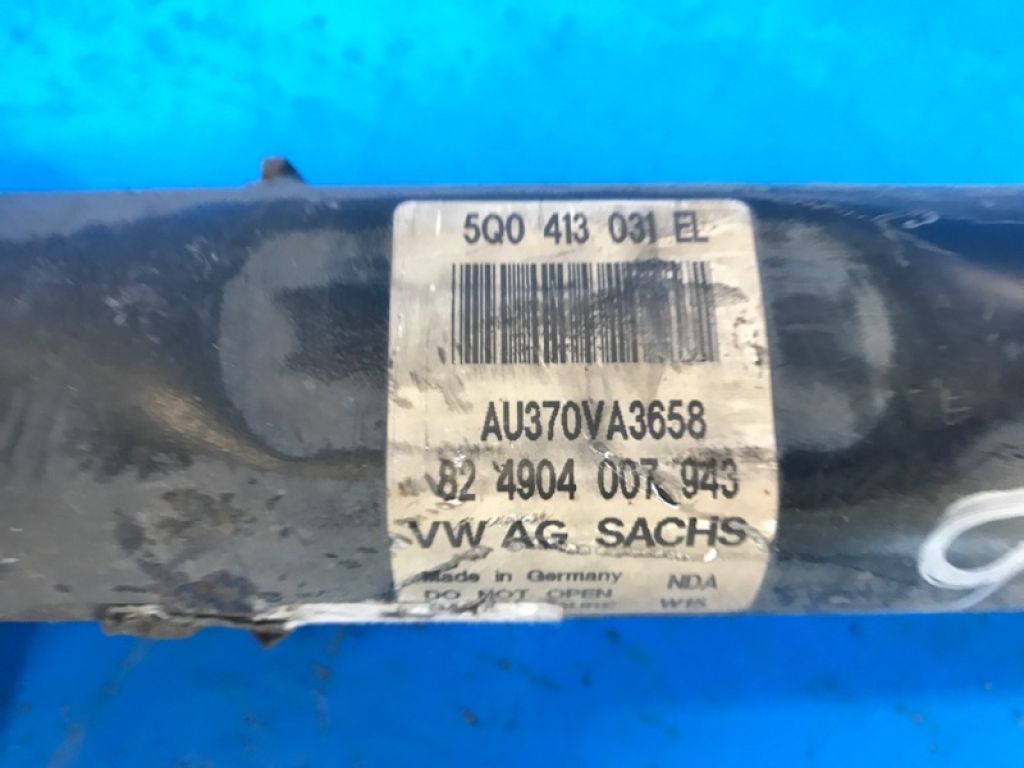 5Q0 413 031 EL
AU370VA3658
82 4904 007 943
VW AG SACHS
Made in Germany NDA
DO NOT OPEN
WIS